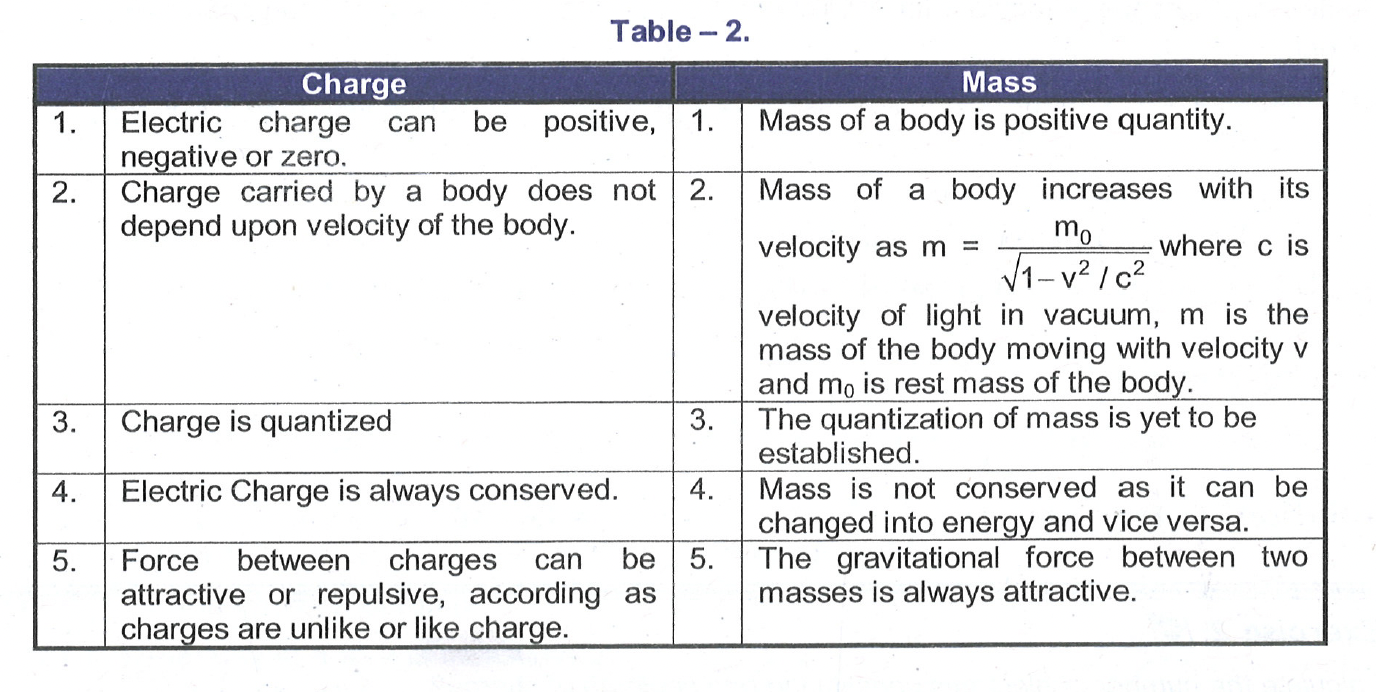 Table – 2.
Charge
Mass
1. Electric charge can be positive,
negative or zero.
1. Mass of a body is positive quantity.
2. Charge carried by a body does not
depend upon velocity of the body.
2. Mass of a body increases with its
velocity as m = m₀ / √1– v² / c² where c is
velocity of light in vacuum, m is the
mass of the body moving with velocity v
and m₀ is rest mass of the body.
3. Charge is quantized
3. The quantization of mass is yet to be
established.
4. Electric Charge is always conserved.
4. Mass is not conserved as it can be
changed into energy and vice versa.
5. Force between charges can be
attractive or repulsive, according as
charges are unlike or like charge.
5. The gravitational force between two
masses is always attractive.